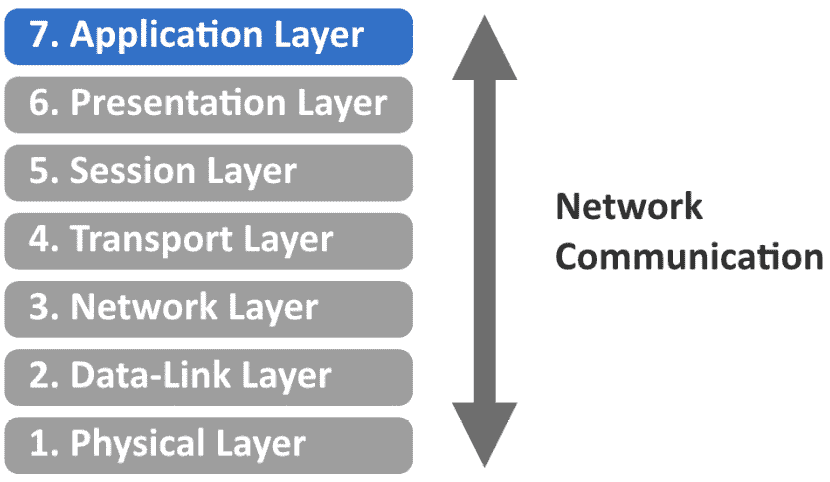 7. Application Layer
6. Presentation Layer
5. Session Layer
4. Transport Layer
3. Network Layer
2. Data-Link Layer
1. Physical Layer
Network
Communication